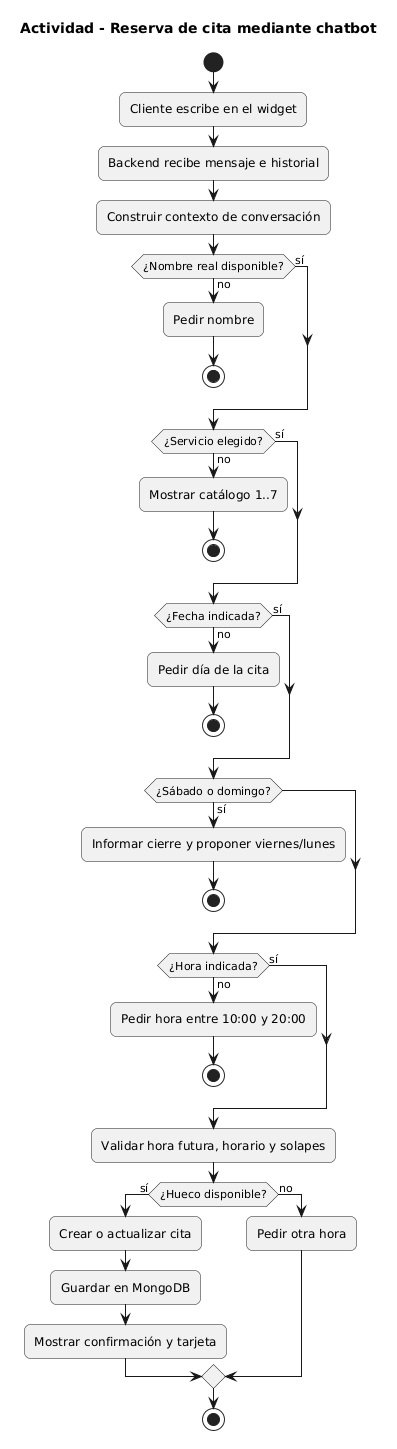 Actividad - Reserva de cita mediante chatbot
Cliente escribe en el widget
Backend recibe mensaje e historial
Construir contexto de conversación
¿Nombre real disponible?
sí
no
Pedir nombre
¿Servicio elegido?
sí
no
Mostrar catálogo 1..7
¿Fecha indicada?
sí
no
Pedir día de la cita
¿Sábado o domingo?
sí
Informar cierre y proponer viernes/lunes
¿Hora indicada?
sí
no
Pedir hora entre 10:00 y 20:00
Validar hora futura, horario y solapes
sí
¿Hueco disponible?
no
Crear o actualizar cita
Pedir otra hora
Guardar en MongoDB
Mostrar confirmación y tarjeta